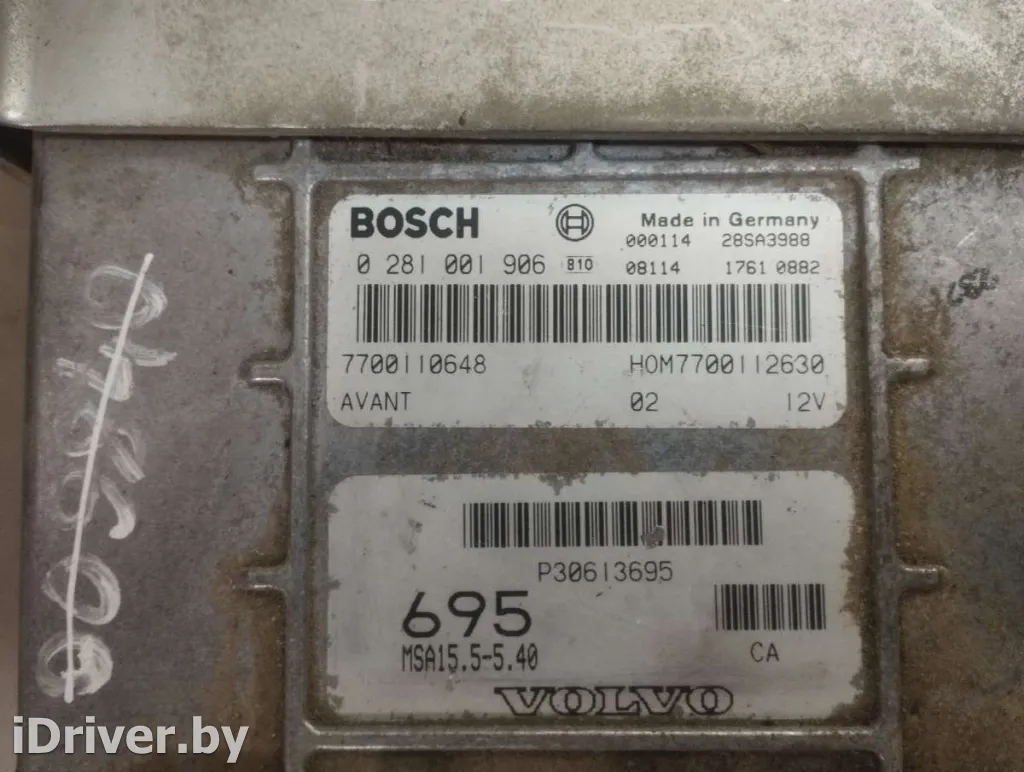 BOSCH Made in Germany
000114 28SA3988
0 281 001 906 B10 08114 1761 0882
7700110648 HOM7700112630
AVANT 02 12V
P30613695
695
MSA15.5-5.40 CA
VOLVO
iDriver.by